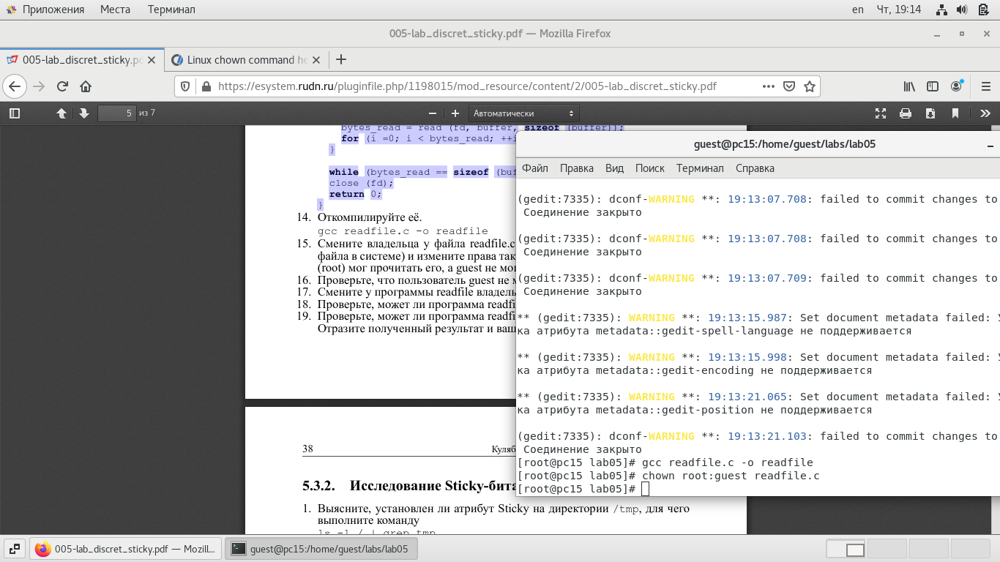 Приложения Места Терминал en Чт, 19:14
005-lab_discret_sticky.pdf — Mozilla Firefox
005-lab_discret_sticky.pd Linux chown command he
https://esystem.rudn.ru/pluginfile.php/1198015/mod_resource/content/2/005-lab_discret_sticky.pdf
5 из 7 Автоматически
bytes_read = read (fd, buffer, sizeof (buffer));
for (i =0; i < bytes_read; ++i
}
while (bytes_read == sizeof (buf
close (fd);
return 0;
}
14. Откомпилируйте её.
gcc readfile.c -o readfile
15. Смените владельца у файла readfile.c
файла в системе) и измените права так
(root) мог прочитать его, а guest не мог
16. Проверьте, что пользователь guest не м
17. Смените у программы readfile владель
18. Проверьте, может ли программа readfi
19. Проверьте, может ли программа readfi
Отразите полученный результат и ваш
38 Куляб
5.3.2. Исследование Sticky-бита
1. Выясните, установлен ли атрибут Sticky на директории /tmp, для чего
выполните команду
ls -l / | grep tmp
guest@pc15:/home/guest/labs/lab05
Файл Правка Вид Поиск Терминал Справка
(gedit:7335): dconf-WARNING **: 19:13:07.708: failed to commit changes to
Соединение закрыто
(gedit:7335): dconf-WARNING **: 19:13:07.708: failed to commit changes to
Соединение закрыто
(gedit:7335): dconf-WARNING **: 19:13:07.709: failed to commit changes to
Соединение закрыто
** (gedit:7335): WARNING **: 19:13:15.987: Set document metadata failed: У
ка атрибута metadata::gedit-spell-language не поддерживается
** (gedit:7335): WARNING **: 19:13:15.998: Set document metadata failed: У
ка атрибута metadata::gedit-encoding не поддерживается
** (gedit:7335): WARNING **: 19:13:21.065: Set document metadata failed: У
ка атрибута metadata::gedit-position не поддерживается
(gedit:7335): dconf-WARNING **: 19:13:21.103: failed to commit changes to
Соединение закрыто
[root@pc15 lab05]# gcc readfile.c -o readfile
[root@pc15 lab05]# chown root:guest readfile.c
[root@pc15 lab05]#
005-lab_discret_sticky.pdf — Mozill... guest@pc15:/home/guest/labs/lab05